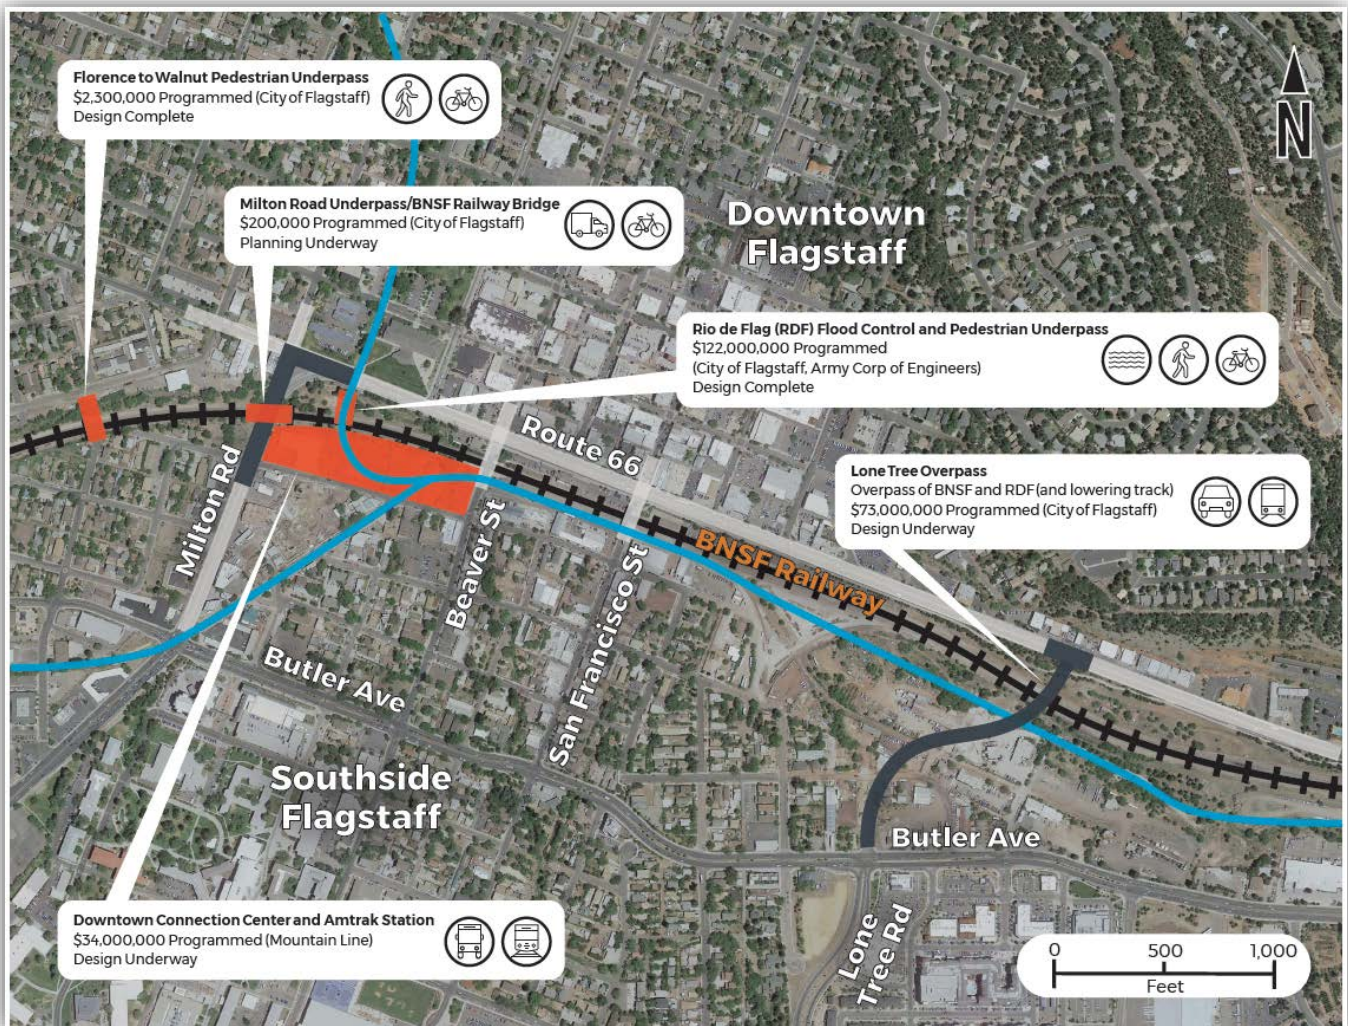 Florence to Walnut Pedestrian Underpass
$2,300,000 Programmed (City of Flagstaff)
Design Complete
N
Milton Road Underpass/BNSF Railway Bridge
$200,000 Programmed (City of Flagstaff)
Planning Underway
Downtown
Flagstaff
Rio de Flag (RDF) Flood Control and Pedestrian Underpass
$122,000,000 Programmed
(City of Flagstaff, Army Corp of Engineers)
Design Complete
Route 66
Milton Rd
Beaver St
San Francisco St
BNSF Railway
Lone Tree Overpass
Overpass of BNSF and RDF (and lowering track)
$73,000,000 Programmed (City of Flagstaff)
Design Underway
Butler Ave
Southside
Flagstaff
Butler Ave
Lone
Tree Rd
Downtown Connection Center and Amtrak Station
$34,000,000 Programmed (Mountain Line)
Design Underway
0 500 1,000
Feet